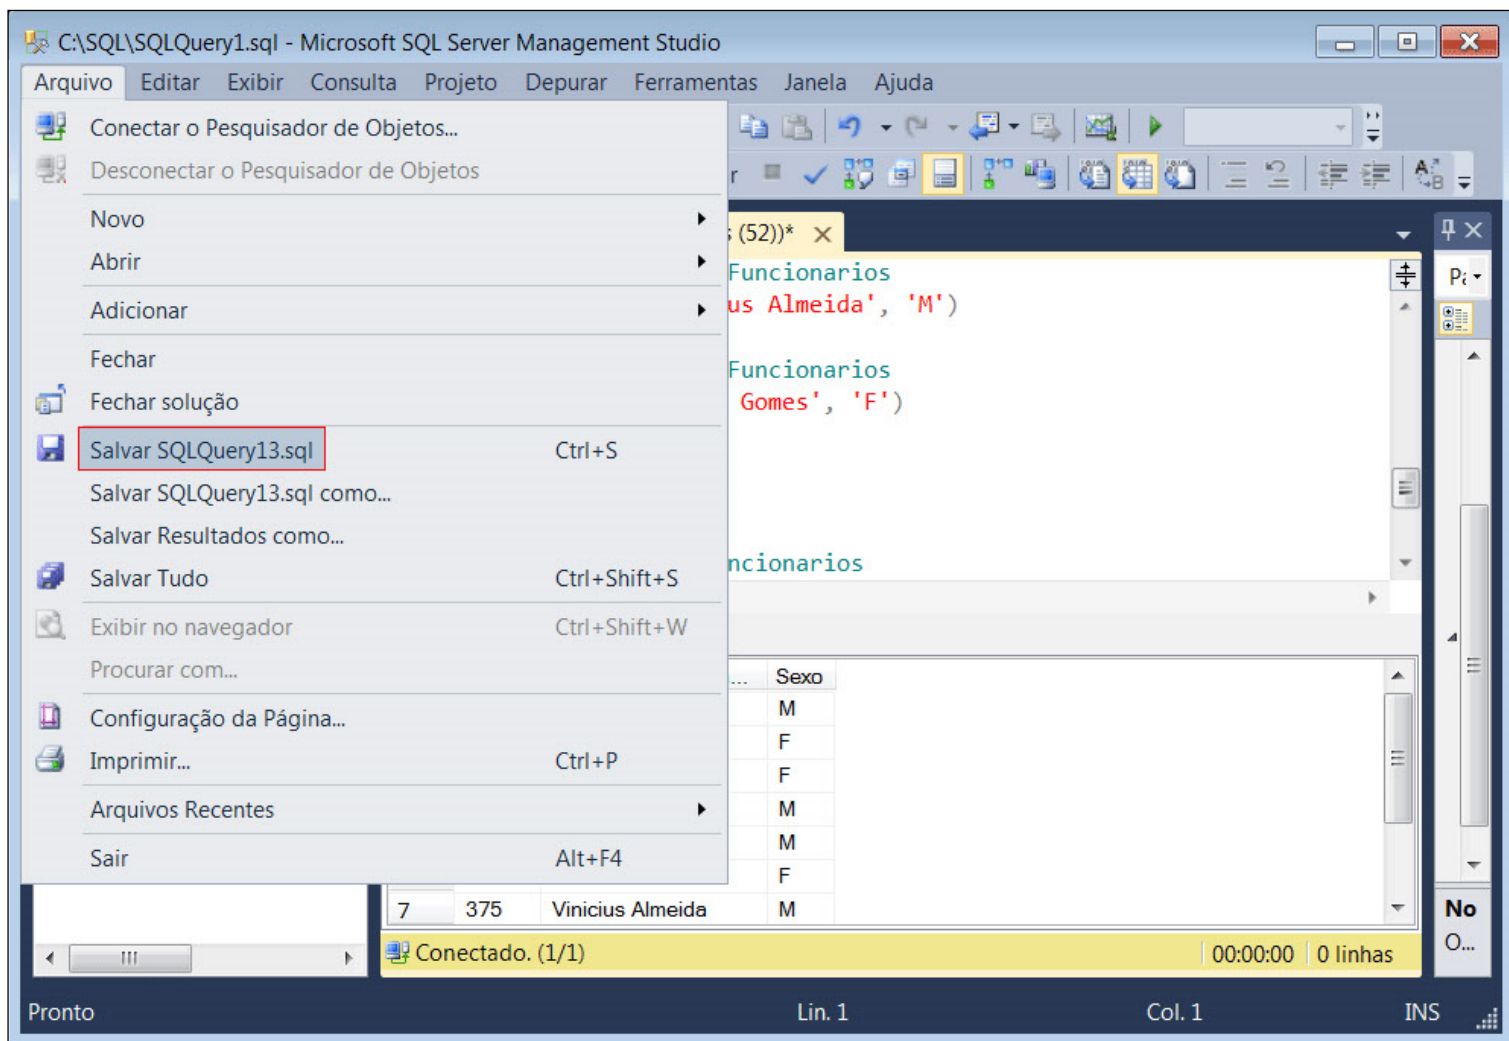 C:\SQL\SQLQuery1.sql - Microsoft SQL Server Management Studio
Arquivo Editar Exibir Consulta Projeto Depurar Ferramentas Janela Ajuda
Conectar o Pesquisador de Objetos...
Desconectar o Pesquisador de Objetos
Novo
Abrir
Adicionar
Fechar
Fechar solução
Salvar SQLQuery13.sql Ctrl+S
Salvar SQLQuery13.sql como...
Salvar Resultados como...
Salvar Tudo Ctrl+Shift+S
Exibir no navegador Ctrl+Shift+W
Procurar com...
Configuração da Página...
Imprimir... Ctrl+P
Arquivos Recentes
Sair Alt+F4
(52))*
Funcionarios
us Almeida', 'M')
Funcionarios
Gomes', 'F')
ncionarios
... Sexo
M
F
F
M
M
F
7 375 Vinicius Almeida M
Conectado. (1/1) 00:00:00 0 linhas
No
O...
Pronto Lin. 1 Col. 1 INS